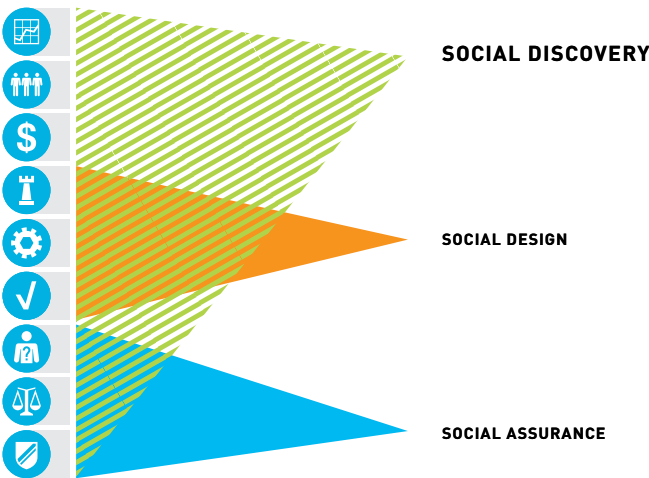 $
SOCIAL DISCOVERY
SOCIAL DESIGN
?
SOCIAL ASSURANCE